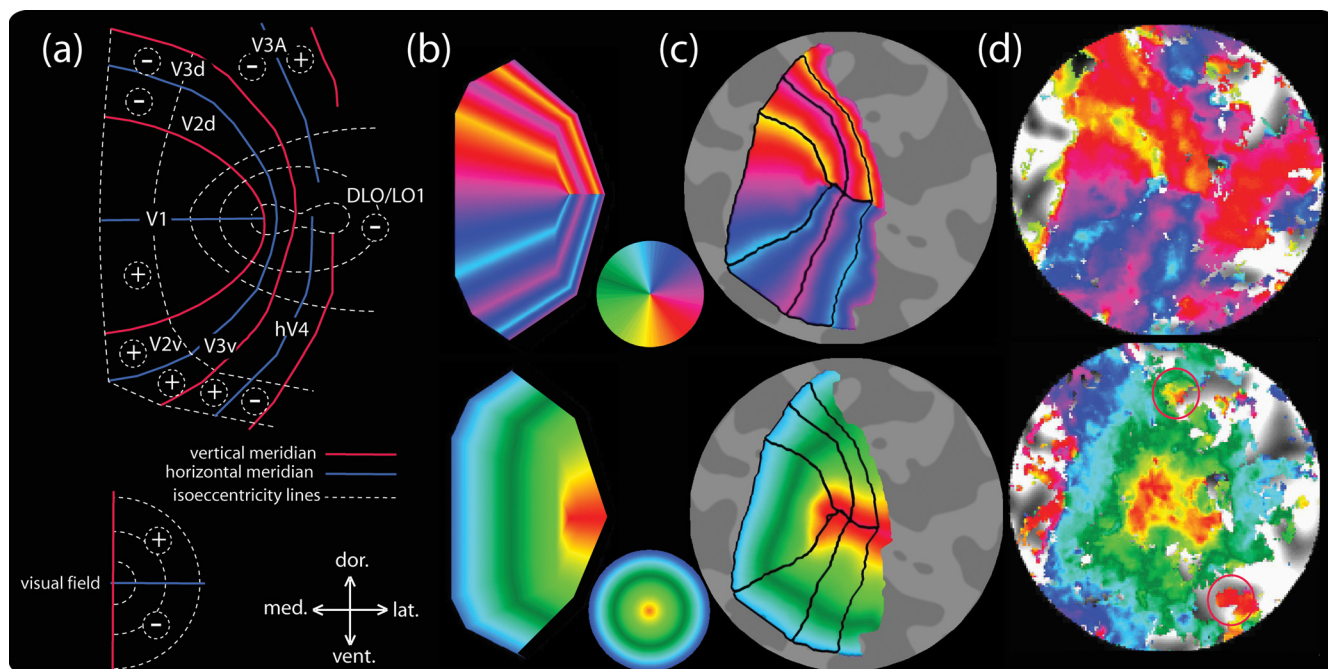 (a)
(b)
(c)
(d)
V3A
−
−
+
V3d
−
V2d
DLO/LO1
V1
−
+
hV4
V2v
V3v
+
+
+
−
vertical meridian
horizontal meridian
isoeccentricity lines
+
visual field
−
dor.
med.
lat.
vent.